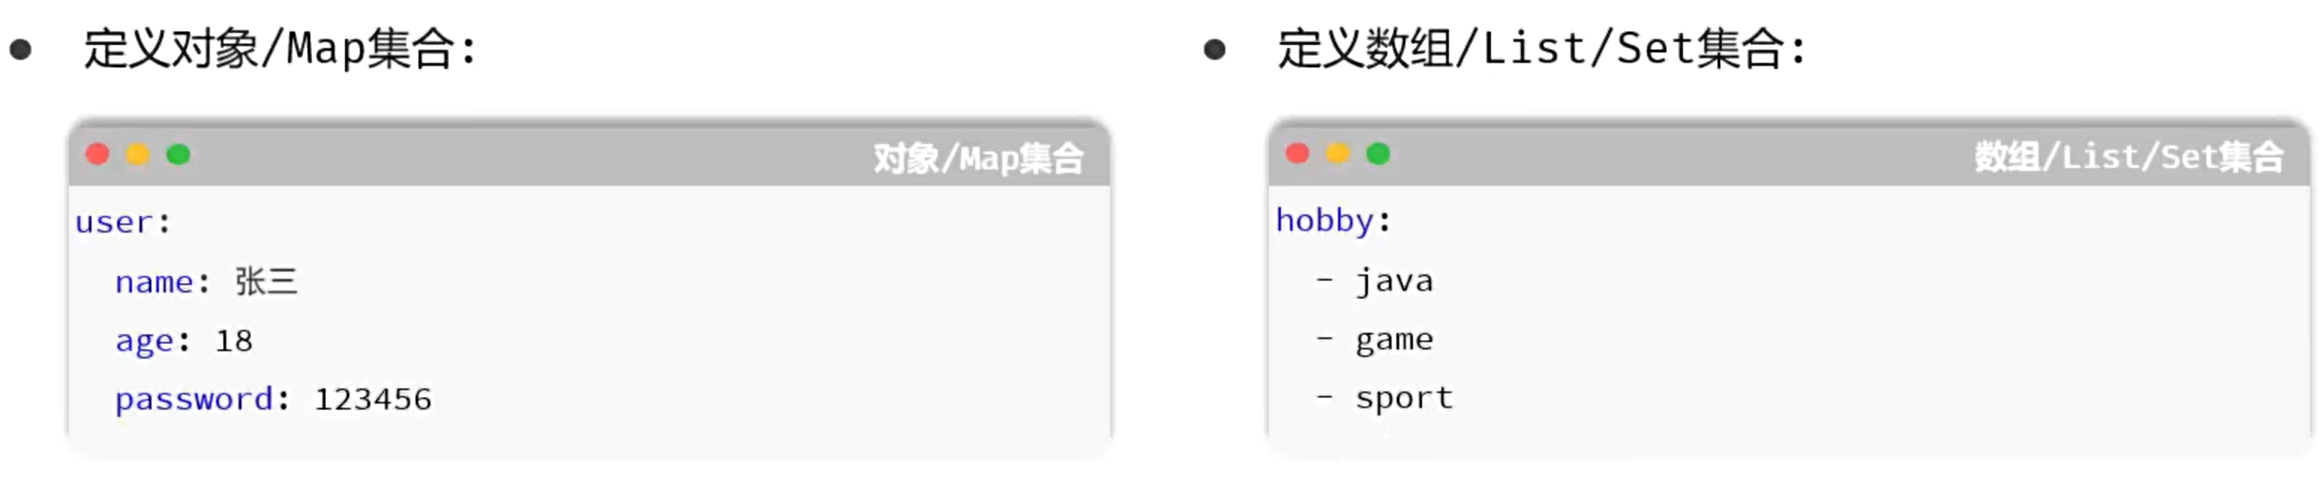 ● 定义对象/Map集合:
对象/Map集合
user:
  name: 张三
  age: 18
  password: 123456
● 定义数组/List/Set集合:
数组/List/Set集合
hobby:
  - java
  - game
  - sport